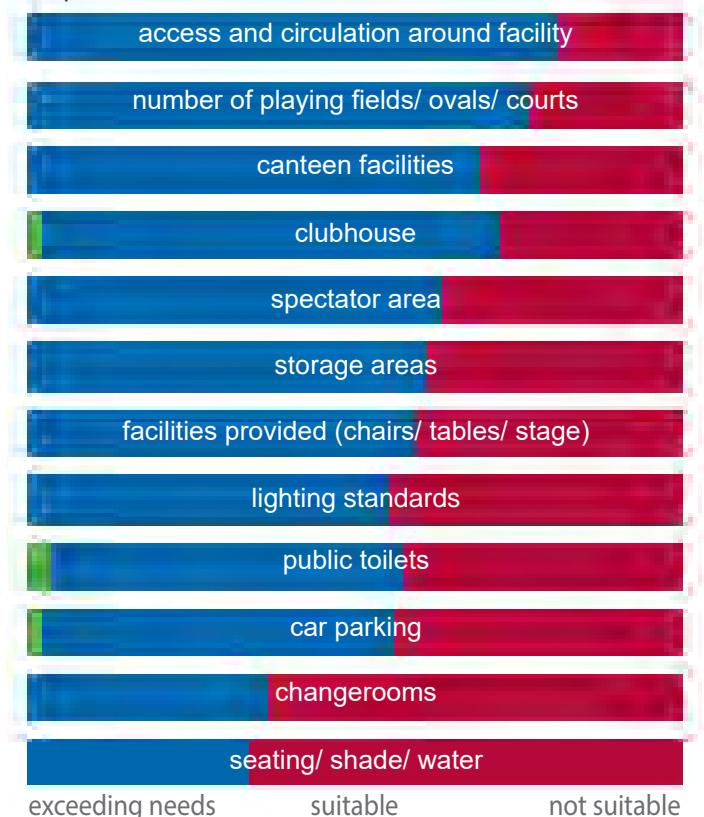 access and circulation around facility
number of playing fields/ ovals/ courts
canteen facilities
clubhouse
spectator area
storage areas
facilities provided (chairs/ tables/ stage)
lighting standards
public toilets
car parking
changerooms
seating/ shade/ water
exceeding needs suitable not suitable